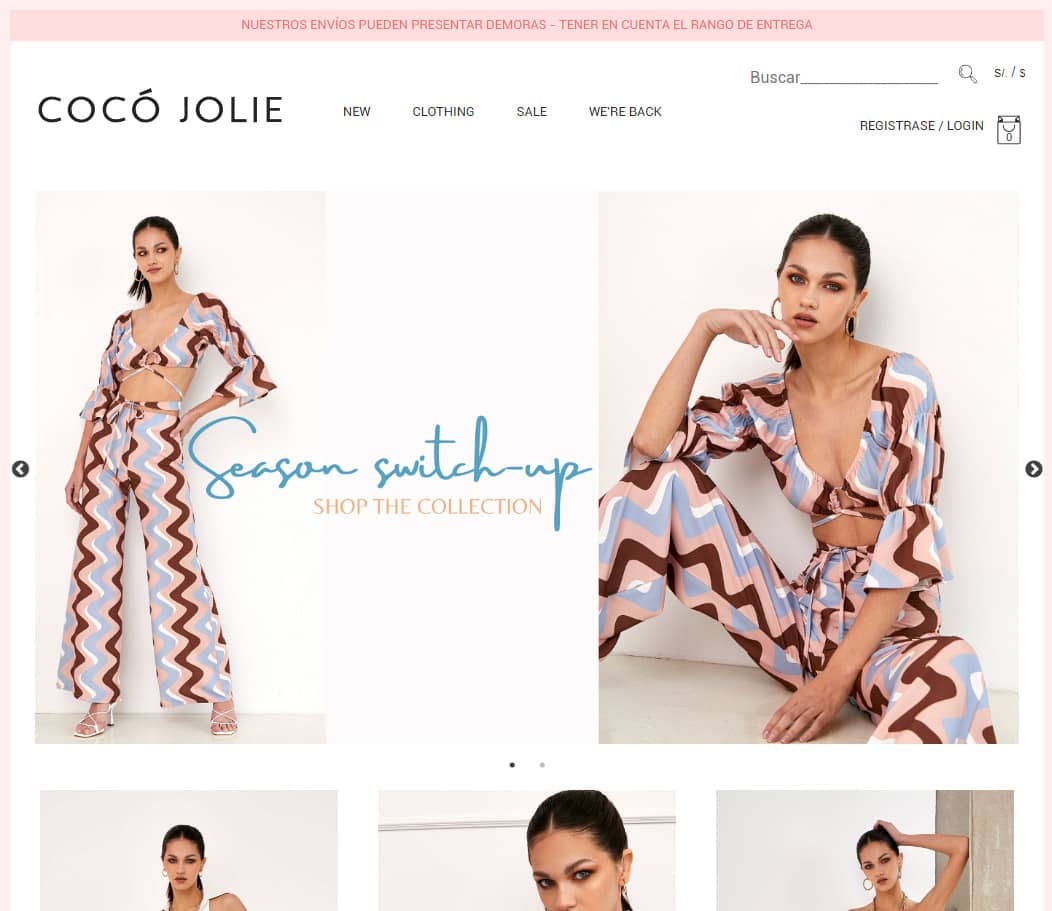 NUESTROS ENVÍOS PUEDEN PRESENTAR DEMORAS - TENER EN CUENTA EL RANGO DE ENTREGA
Buscar_________________
S/. / $
COCÓ JOLIE
NEW CLOTHING SALE WE'RE BACK
REGISTRASE / LOGIN
0
Season switch-up
SHOP THE COLLECTION